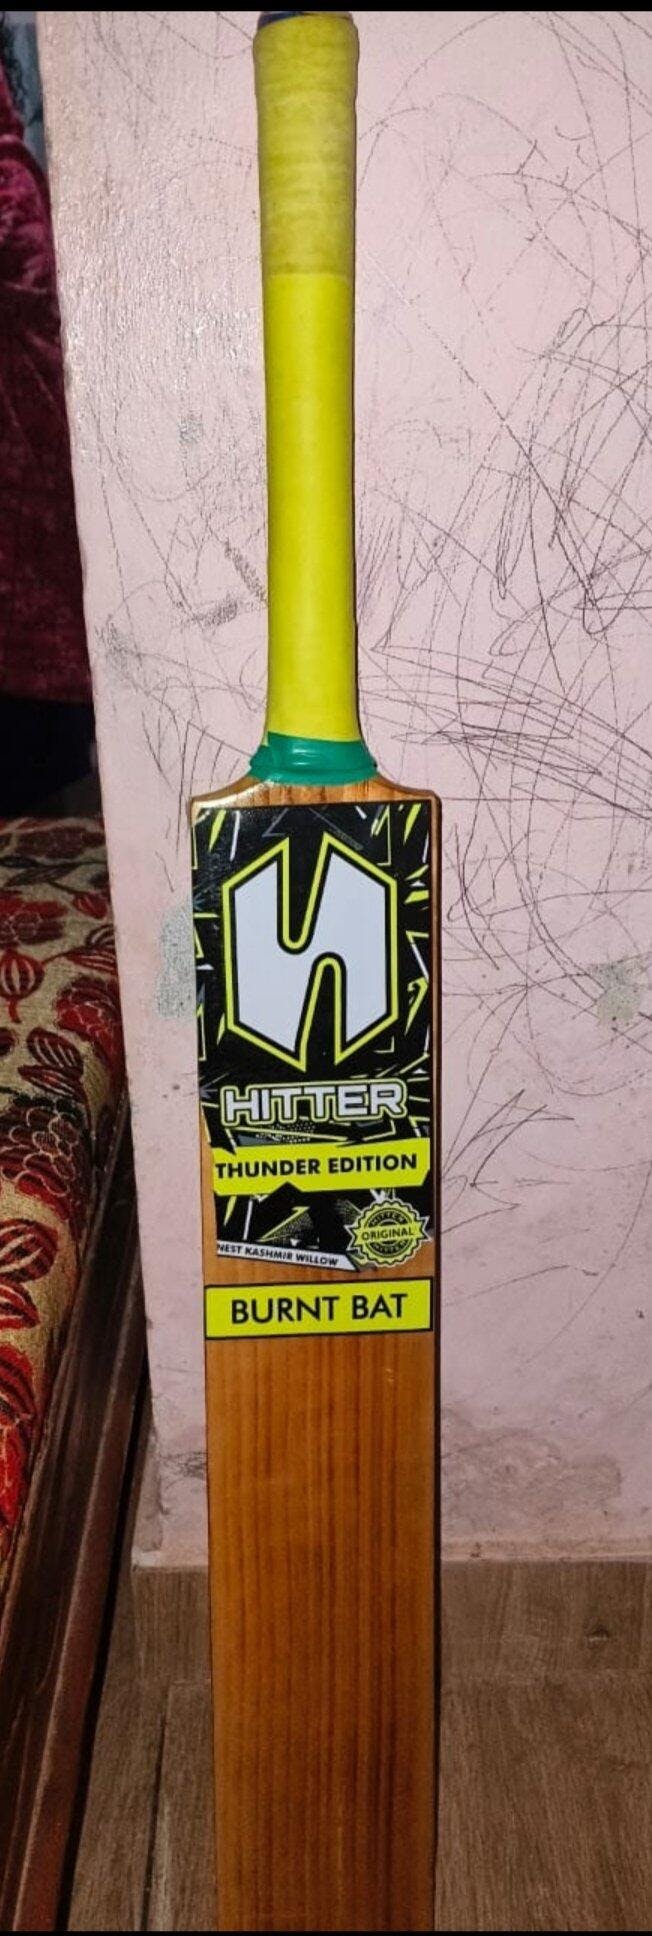 HITTER
THUNDER EDITION
ORIGINAL
NEST KASHMIR WILLOW
BURNT BAT